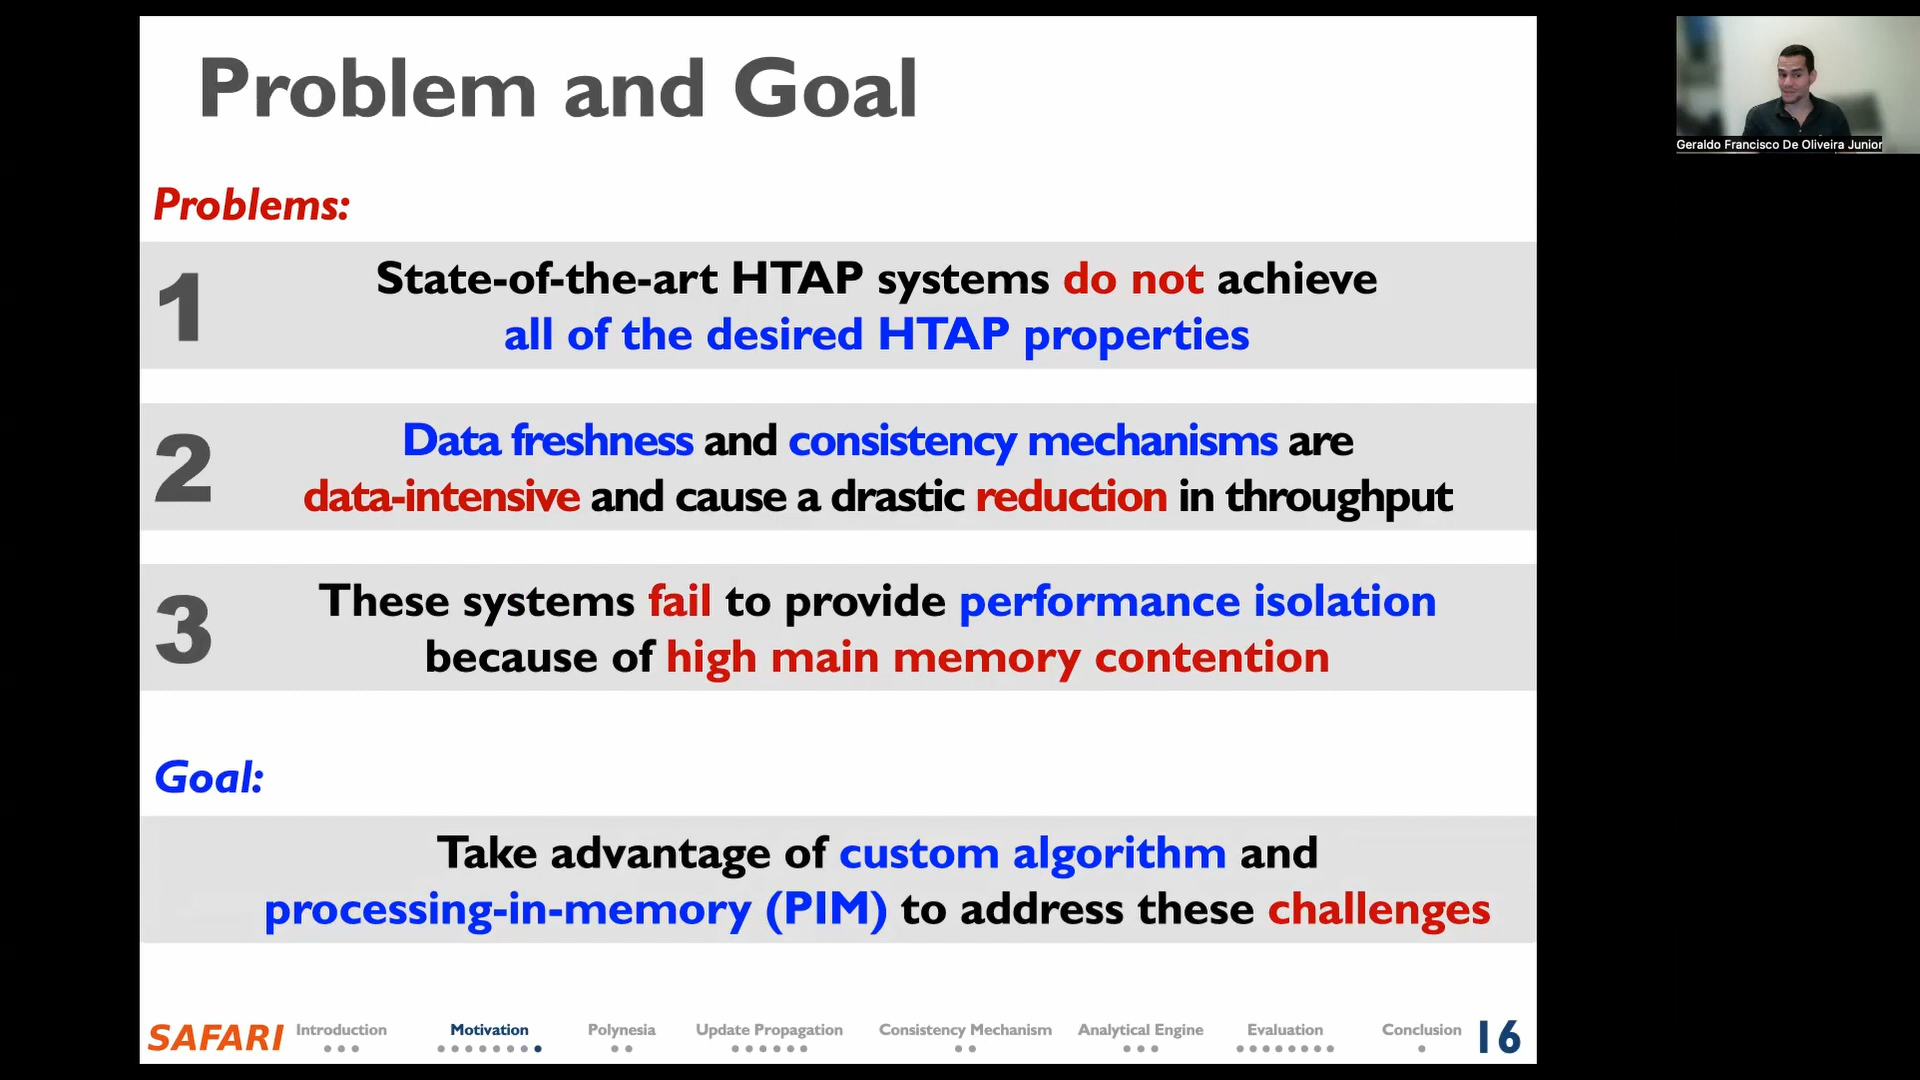 Problem and Goal
Geraldo Francisco De Oliveira Junior
Problems:
1
State-of-the-art HTAP systems do not achieve
all of the desired HTAP properties
2
Data freshness and consistency mechanisms are
data-intensive and cause a drastic reduction in throughput
3
These systems fail to provide performance isolation
because of high main memory contention
Goal:
Take advantage of custom algorithm and
processing-in-memory (PIM) to address these challenges
SAFARI Introduction Motivation Polynesia Update Propagation Consistency Mechanism Analytical Engine Evaluation Conclusion 16